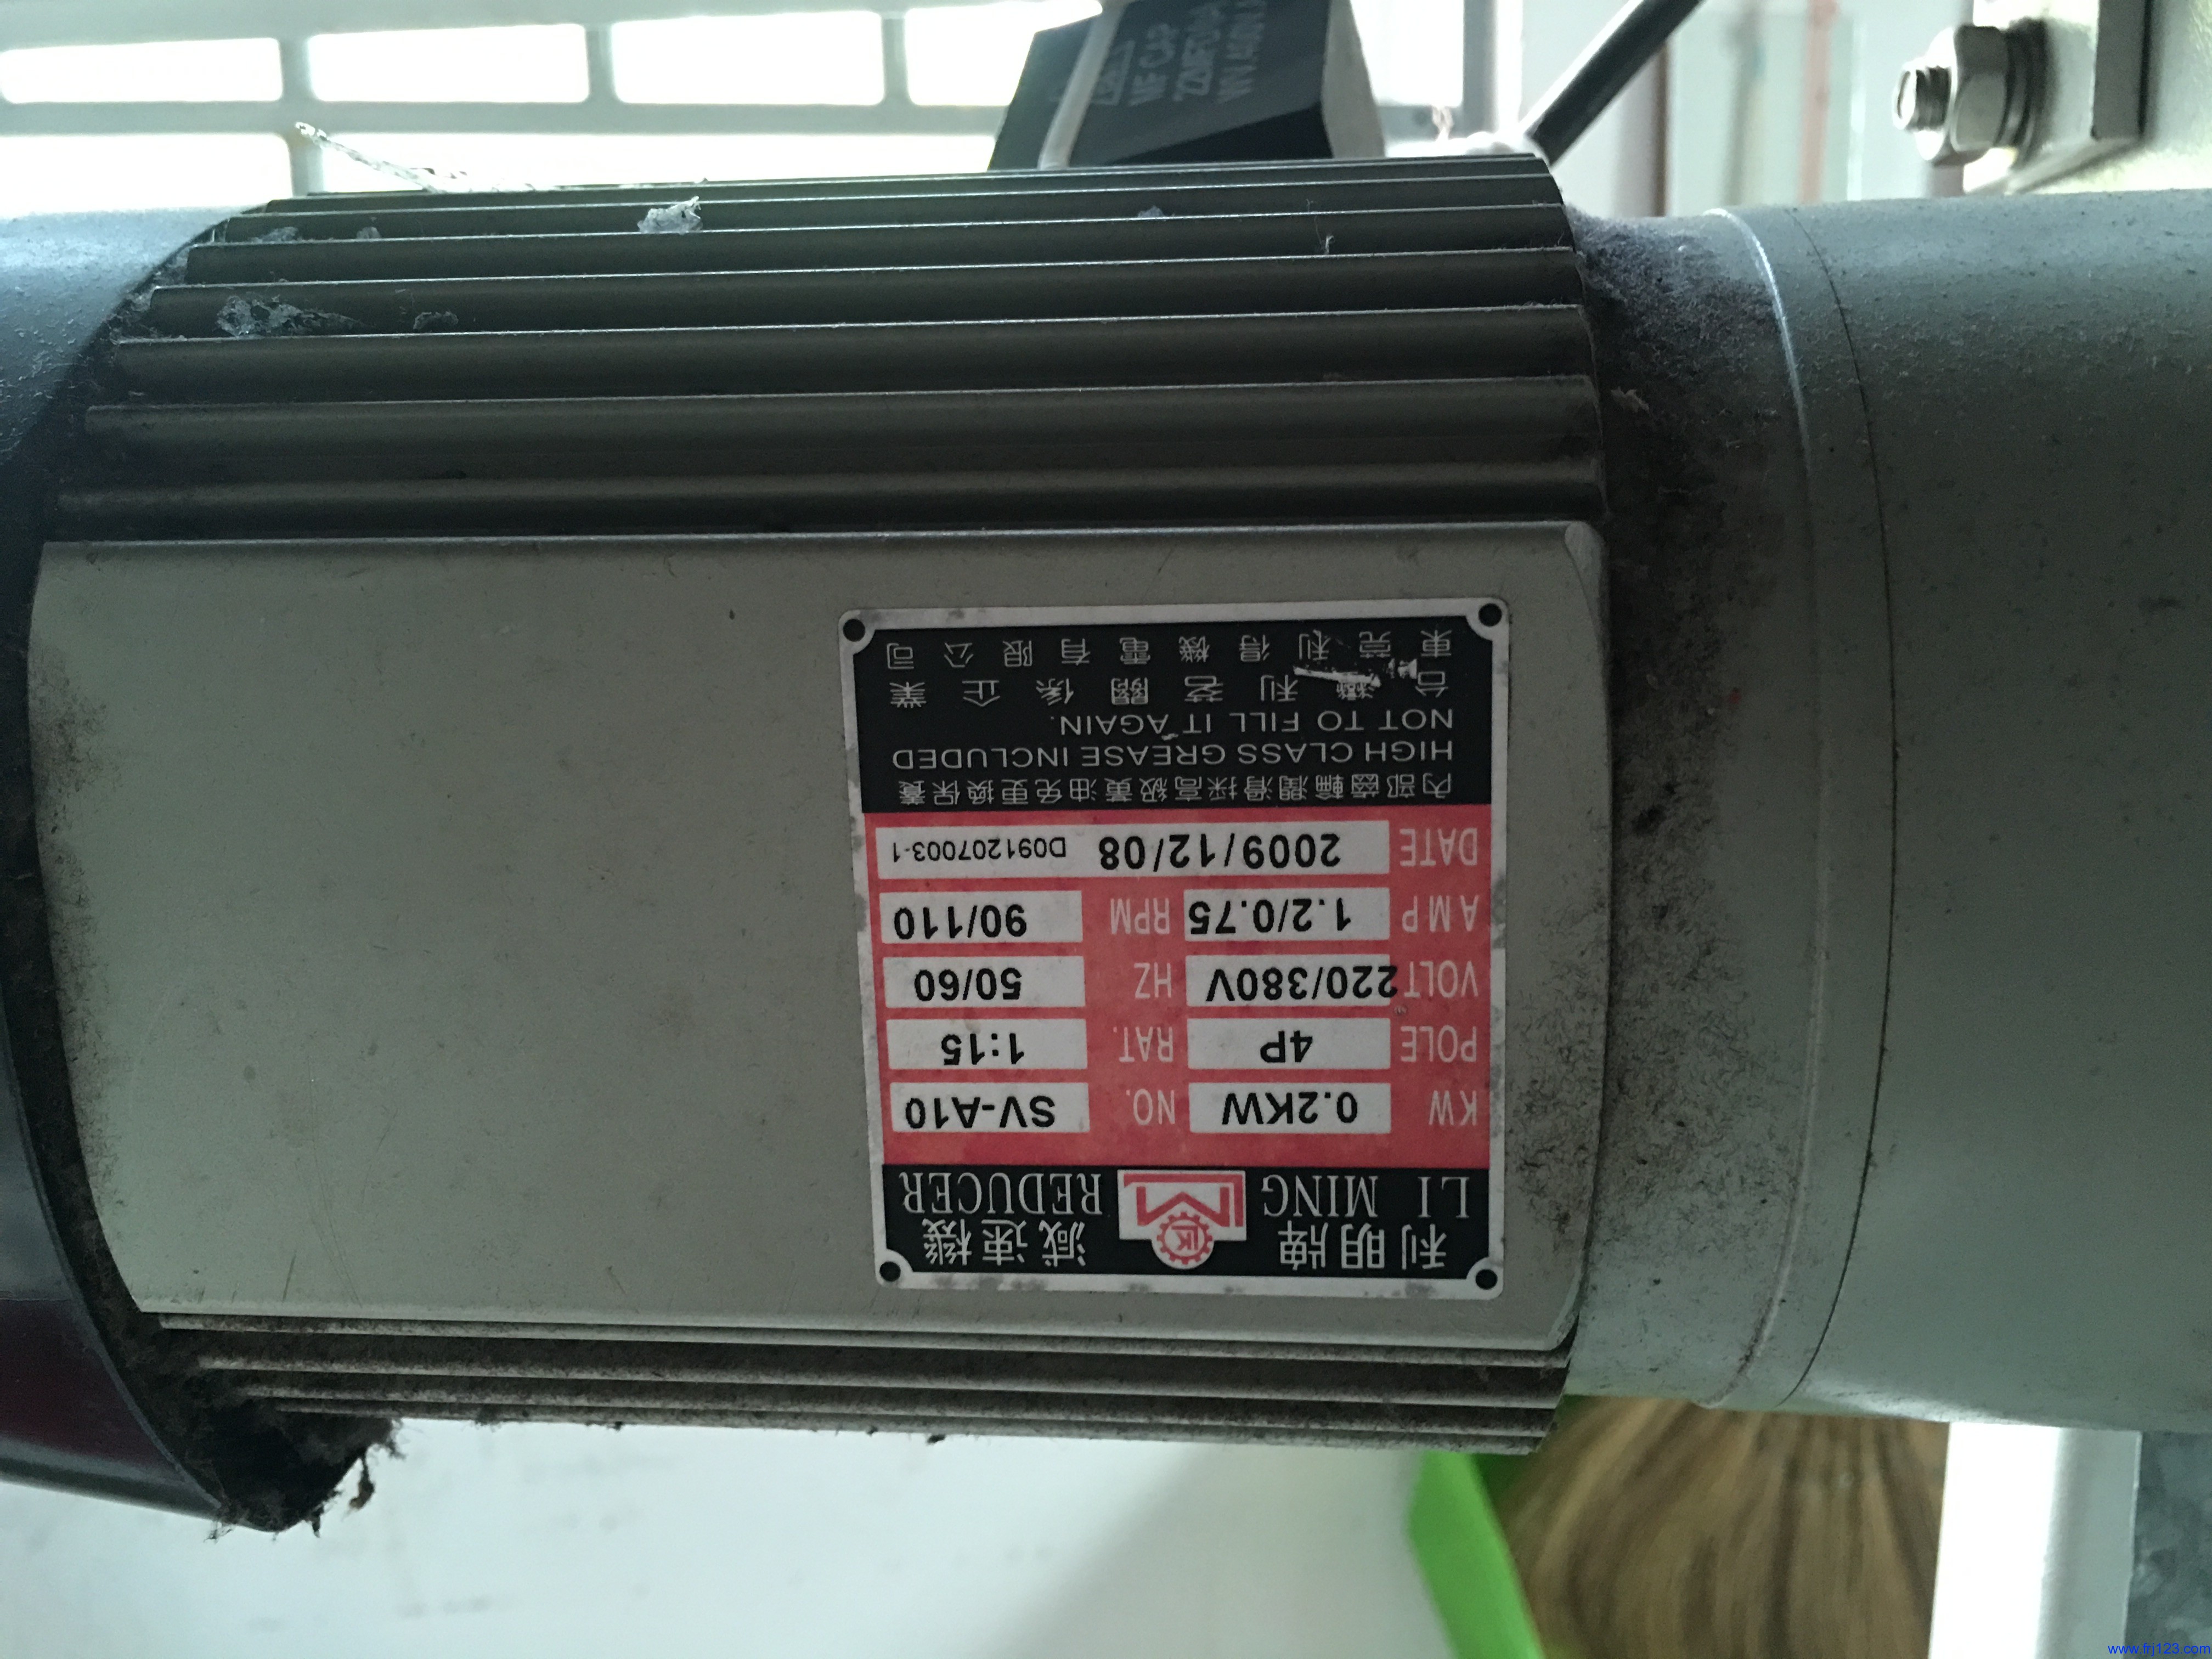 利明牌 減速機
LI MING REDUCER
KW 0.2KW NO. SV-A10
POLE 4P RAT. 1:15
VOLT 220/380V HZ 50/60
AMP 1.2/0.75 RPM 90/110
DATE 2009/12/08 D091207003-1
內部齒輪潤滑採高級黃油免更換保養
HIGH CLASS GREASE INCLUDED
NOT TO FILL IT AGAIN.
台灣利茗關係企業
東莞利得機電有限公司
MF CAP
www.frj123.com